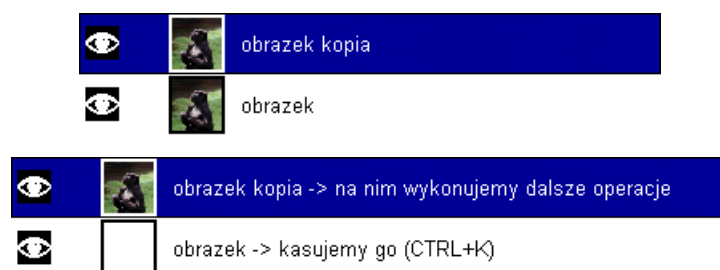 obrazek kopia
obrazek
obrazek kopia -> na nim wykonujemy dalsze operacje
obrazek -> kasujemy go (CTRL+K)